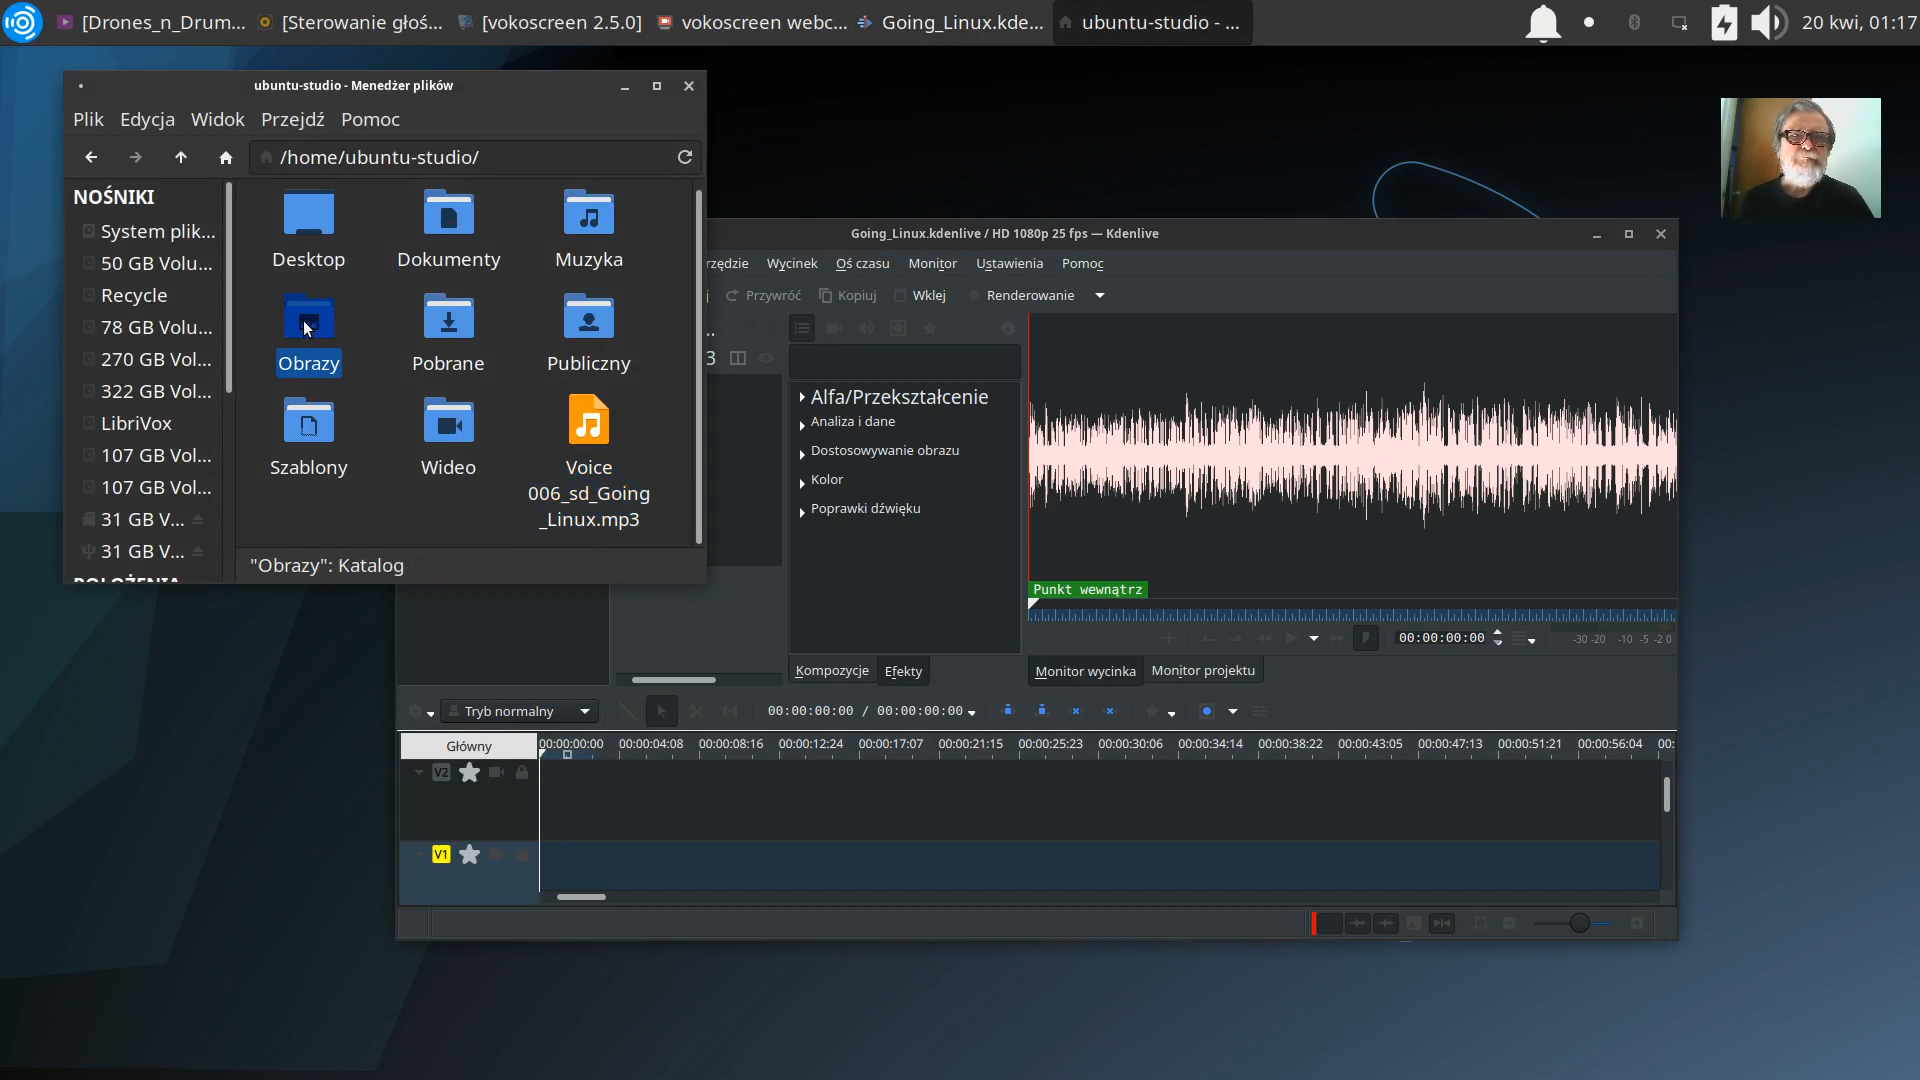 [Drones_n_Drum...
[Sterowanie głoś...
[vokoscreen 2.5.0]
vokoscreen webc...
Going_Linux.kde...
ubuntu-studio - ...
20 kwi, 01:17
ubuntu-studio - Menedżer plików
Plik Edycja Widok Przejdź Pomoc
/home/ubuntu-studio/
NOŚNIKI
System plik...
50 GB Volu...
Recycle
78 GB Volu...
270 GB Vol...
322 GB Vol...
LibriVox
107 GB Vol...
107 GB Vol...
31 GB V...
31 GB V...
Desktop
Dokumenty
Muzyka
Obrazy
Pobrane
Publiczny
Szablony
Wideo
Voice
006_sd_Going
_Linux.mp3
"Obrazy": Katalog
Going_Linux.kdenlive / HD 1080p 25 fps — Kdenlive
rzędzie Wycinek Oś czasu Monitor Ustawienia Pomoc
Przywróć Kopiuj Wklej Renderowanie
..
3
Alfa/Przekształcenie
Analiza i dane
Dostosowywanie obrazu
Kolor
Poprawki dźwięku
Kompozycje Efekty
Punkt wewnątrz
00:00:00:00
-30 -20 -10 -5 -2 0
Monitor wycinka Monitor projektu
Tryb normalny
00:00:00:00 / 00:00:00:00
Główny
00:00:00:00 00:00:04:08 00:00:08:16 00:00:12:24 00:00:17:07 00:00:21:15 00:00:25:23 00:00:30:06 00:00:34:14 00:00:38:22 00:00:43:05 00:00:47:13 00:00:51:21 00:00:56:04 00:
V2
V1